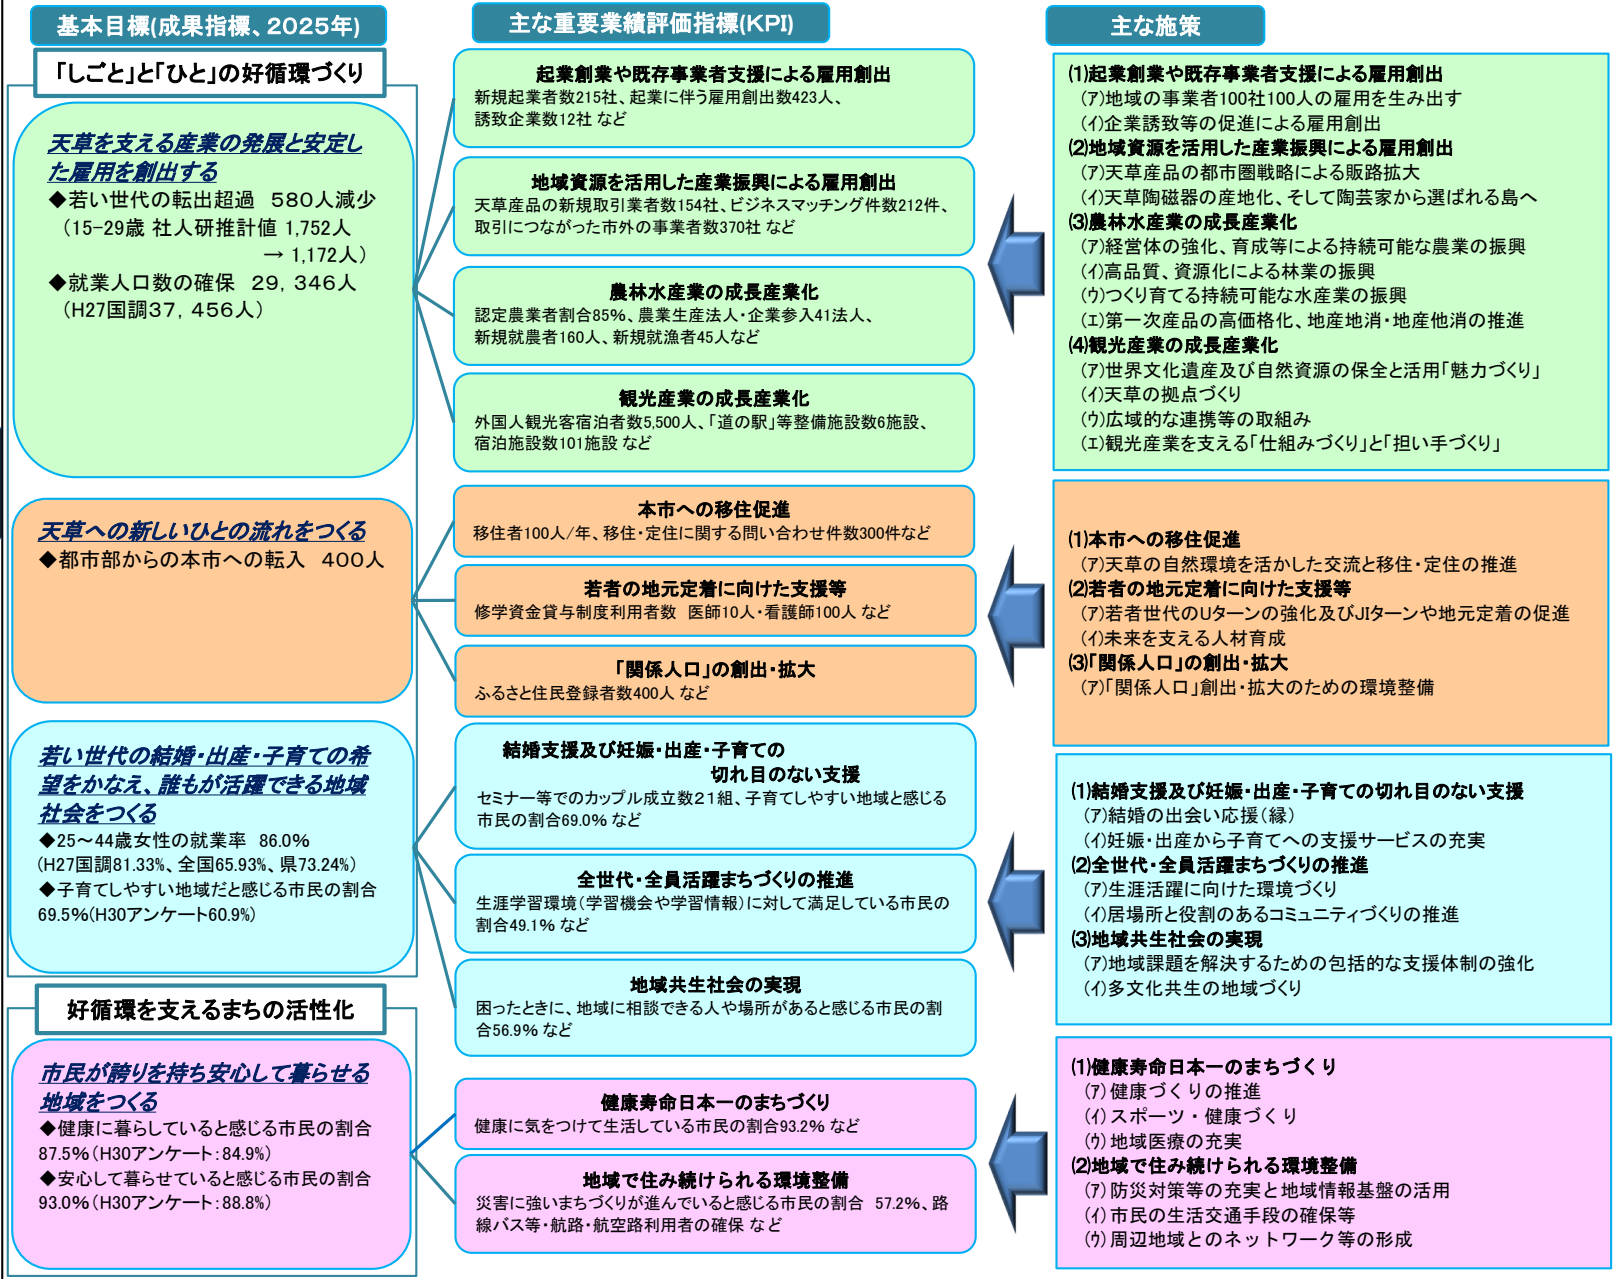 基本目標(成果指標、2025年)
「しごと」と「ひと」の好循環づくり
天草を支える産業の発展と安定し
た雇用を創出する
◆若い世代の転出超過　580人減少
(15-29歳 社人研推計値 1,752人
→ 1,172人)
◆就業人口数の確保　29，346人
(H27国調37，456人)
天草への新しいひとの流れをつくる
◆都市部からの本市への転入　400人
若い世代の結婚・出産・子育ての希
望をかなえ、誰もが活躍できる地域
社会をつくる
◆25～44歳女性の就業率　86.0%
(H27国調81.33%、全国65.93%、県73.24%)
◆子育てしやすい地域だと感じる市民の割合
69.5%(H30アンケート60.9%)
好循環を支えるまちの活性化
市民が誇りを持ち安心して暮らせる
地域をつくる
◆健康に暮らしていると感じる市民の割合
87.5%(H30アンケート：84.9%)
◆安心して暮らせていると感じる市民の割合
93.0%(H30アンケート：88.8%)
主な重要業績評価指標(KPI)
起業創業や既存事業者支援による雇用創出
新規起業者数215社、起業に伴う雇用創出数423人、
誘致企業数12社 など
地域資源を活用した産業振興による雇用創出
天草産品の新規取引業者数154社、ビジネスマッチング件数212件、
取引につながった市外の事業者数370社 など
農林水産業の成長産業化
認定農業者割合85%、農業生産法人・企業参入41法人、
新規就農者160人、新規就漁者45人など
観光産業の成長産業化
外国人観光客宿泊者数5,500人、「道の駅」等整備施設数6施設、
宿泊施設数101施設 など
本市への移住促進
移住者100人/年、移住・定住に関する問い合わせ件数300件など
若者の地元定着に向けた支援等
修学資金貸与制度利用者数　医師10人・看護師100人 など
「関係人口」の創出・拡大
ふるさと住民登録者数400人 など
結婚支援及び妊娠・出産・子育ての
切れ目のない支援
セミナー等でのカップル成立数21組、子育てしやすい地域と感じる
市民の割合69.0% など
全世代・全員活躍まちづくりの推進
生涯学習環境(学習機会や学習情報)に対して満足している市民の
割合49.1% など
地域共生社会の実現
困ったときに、地域に相談できる人や場所があると感じる市民の割
合56.9% など
健康寿命日本一のまちづくり
健康に気をつけて生活している市民の割合93.2% など
地域で住み続けられる環境整備
災害に強いまちづくりが進んでいると感じる市民の割合　57.2%、路
線バス等・航路・航空路利用者の確保 など
主な施策
⑴起業創業や既存事業者支援による雇用創出
(ア)地域の事業者100社100人の雇用を生み出す
(イ)企業誘致等の促進による雇用創出
⑵地域資源を活用した産業振興による雇用創出
(ア)天草産品の都市圏戦略による販路拡大
(イ)天草陶磁器の産地化、そして陶芸家から選ばれる島へ
⑶農林水産業の成長産業化
(ア)経営体の強化、育成等による持続可能な農業の振興
(イ)高品質、資源化による林業の振興
(ウ)つくり育てる持続可能な水産業の振興
(エ)第一次産品の高価格化、地産地消・地産他消の推進
⑷観光産業の成長産業化
(ア)世界文化遺産及び自然資源の保全と活用「魅力づくり」
(イ)天草の拠点づくり
(ウ)広域的な連携等の取組み
(エ)観光産業を支える「仕組みづくり」と「担い手づくり」
⑴本市への移住促進
(ア)天草の自然環境を活かした交流と移住・定住の推進
⑵若者の地元定着に向けた支援等
(ア)若者世代のUターンの強化及びJIターンや地元定着の促進
(イ)未来を支える人材育成
⑶「関係人口」の創出・拡大
(ア)「関係人口」創出・拡大のための環境整備
⑴結婚支援及び妊娠・出産・子育ての切れ目のない支援
(ア)結婚の出会い応援(縁)
(イ)妊娠・出産から子育てへの支援サービスの充実
⑵全世代・全員活躍まちづくりの推進
(ア)生涯活躍に向けた環境づくり
(イ)居場所と役割のあるコミュニティづくりの推進
⑶地域共生社会の実現
(ア)地域課題を解決するための包括的な支援体制の強化
(イ)多文化共生の地域づくり
⑴健康寿命日本一のまちづくり
(ア)健康づくりの推進
(イ)スポーツ・健康づくり
(ウ)地域医療の充実
⑵地域で住み続けられる環境整備
(ア)防災対策等の充実と地域情報基盤の活用
(イ)市民の生活交通手段の確保等
(ウ)周辺地域とのネットワーク等の形成